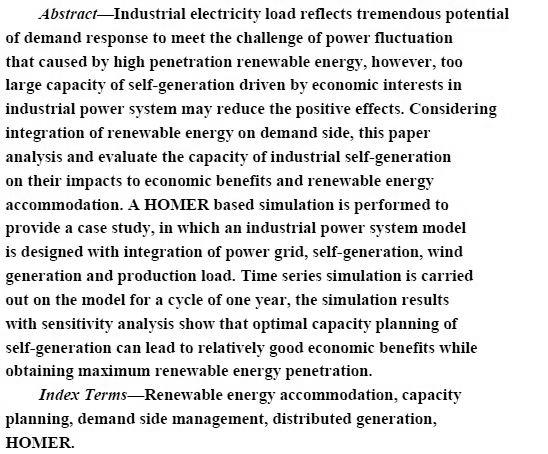 Abstract—Industrial electricity load reflects tremendous potential
of demand response to meet the challenge of power fluctuation
that caused by high penetration renewable energy, however, too
large capacity of self-generation driven by economic interests in
industrial power system may reduce the positive effects. Considering
integration of renewable energy on demand side, this paper
analysis and evaluate the capacity of industrial self-generation
on their impacts to economic benefits and renewable energy
accommodation. A HOMER based simulation is performed to
provide a case study, in which an industrial power system model
is designed with integration of power grid, self-generation, wind
generation and production load. Time series simulation is carried
out on the model for a cycle of one year, the simulation results
with sensitivity analysis show that optimal capacity planning of
self-generation can lead to relatively good economic benefits while
obtaining maximum renewable energy penetration.
Index Terms—Renewable energy accommodation, capacity
planning, demand side management, distributed generation,
HOMER.